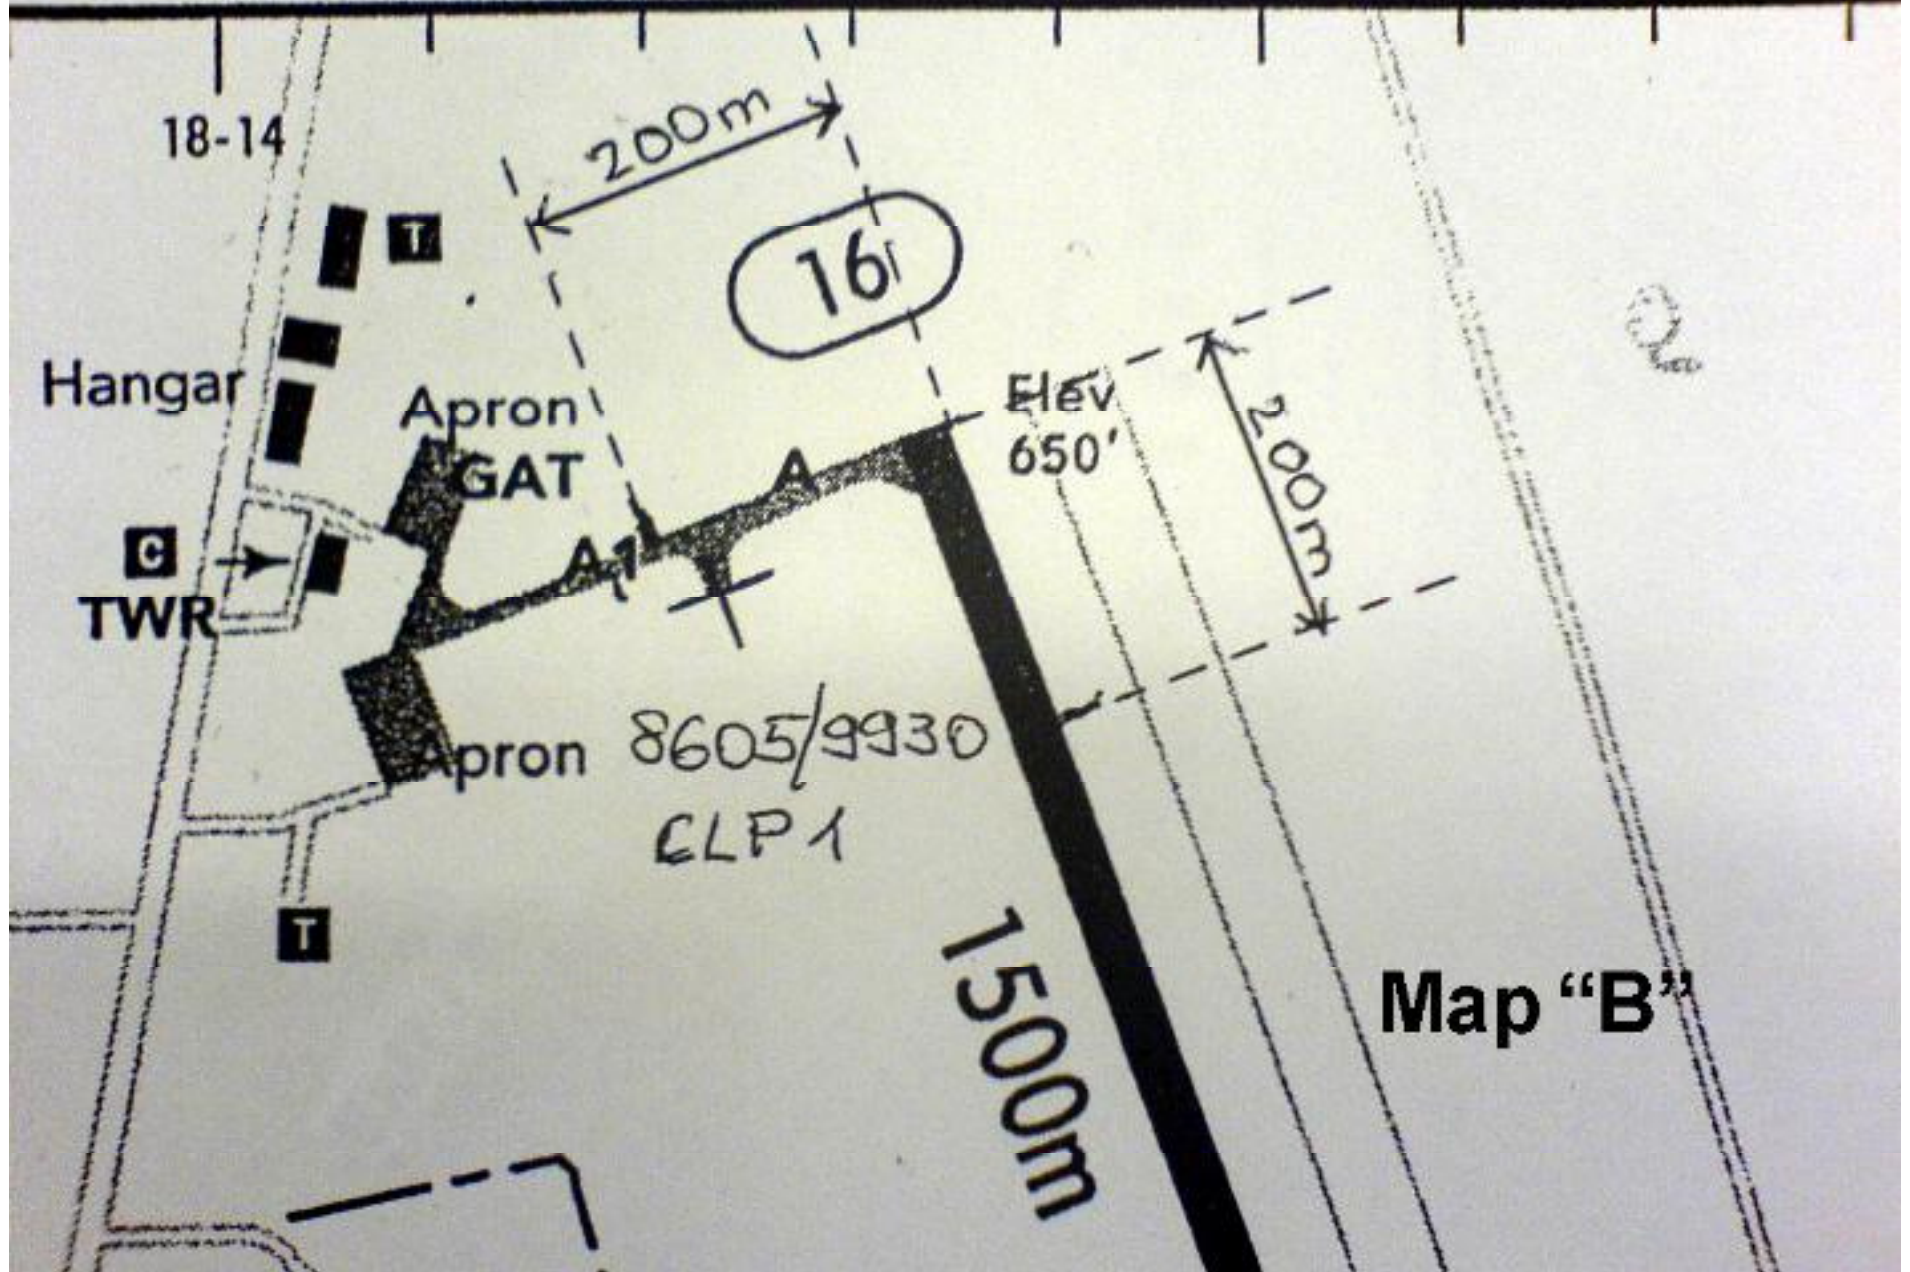 18-14
200m
T
16
Hangar
Apron
GAT
Elev
650'
200m
A
A1
C
TWR
Apron
8605/9930
CLP1
T
1500m
Map “B”